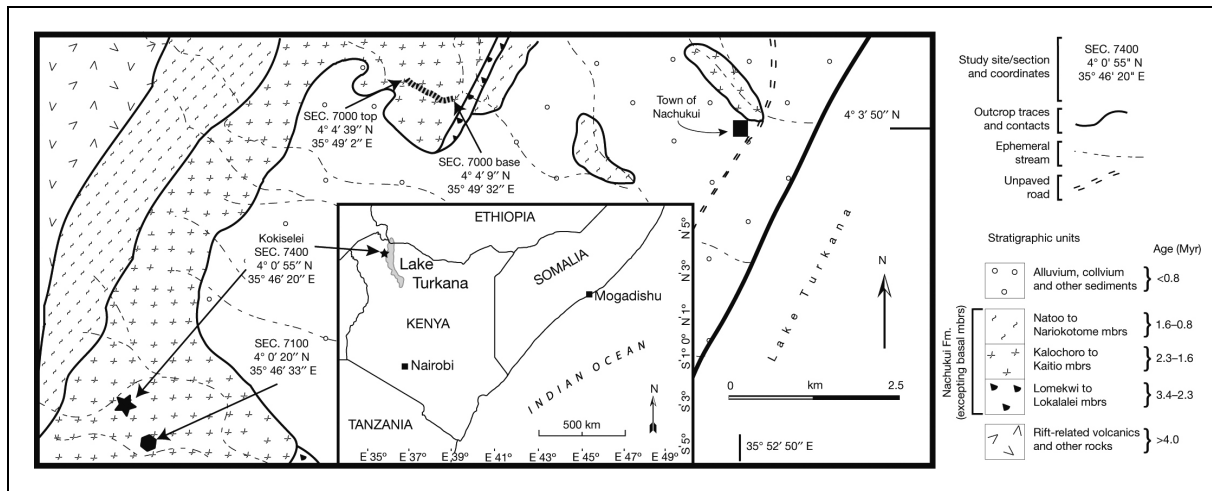 SEC. 7000 top
4° 4′ 39′′ N
35° 49′ 2′′ E
SEC. 7000 base
4° 4′ 9′′ N
35° 49′ 32′′ E
Town of
Nachukui
4° 3′ 50′′ N
Kokiselei
SEC. 7400
4° 0′ 55′′ N
35° 46′ 20′′ E
SEC. 7100
4° 0′ 20′′ N
35° 46′ 33′′ E
ETHIOPIA
SOMALIA
Lake
Turkana
Mogadishu
KENYA
Nairobi
INDIAN OCEAN
TANZANIA
N
500 km
E 35° E 37° E 39° E 41° E 43° E 45° E 47° E 49°
N 5°
N 3°
N 1°
S 1° 0
S 3°
S 5°
Lake Turkana
N
0 km 2.5
35° 52′ 50′′ E
Study site/section
and coordinates
SEC. 7400
4° 0′ 55" N
35° 46′ 20" E
Outcrop traces
and contacts
Ephemeral
stream
Unpaved
road
Stratigraphic units
Age (Myr)
Alluvium, collvium
and other sediments
<0.8
Nachukui Fm.
(excepting basal mbrs)
Natoo to
Nariokotome mbrs
1.6–0.8
Kalochoro to
Kaitio mbrs
2.3–1.6
Lomekwi to
Lokalalei mbrs
3.4–2.3
Rift-related volcanics
and other rocks
>4.0